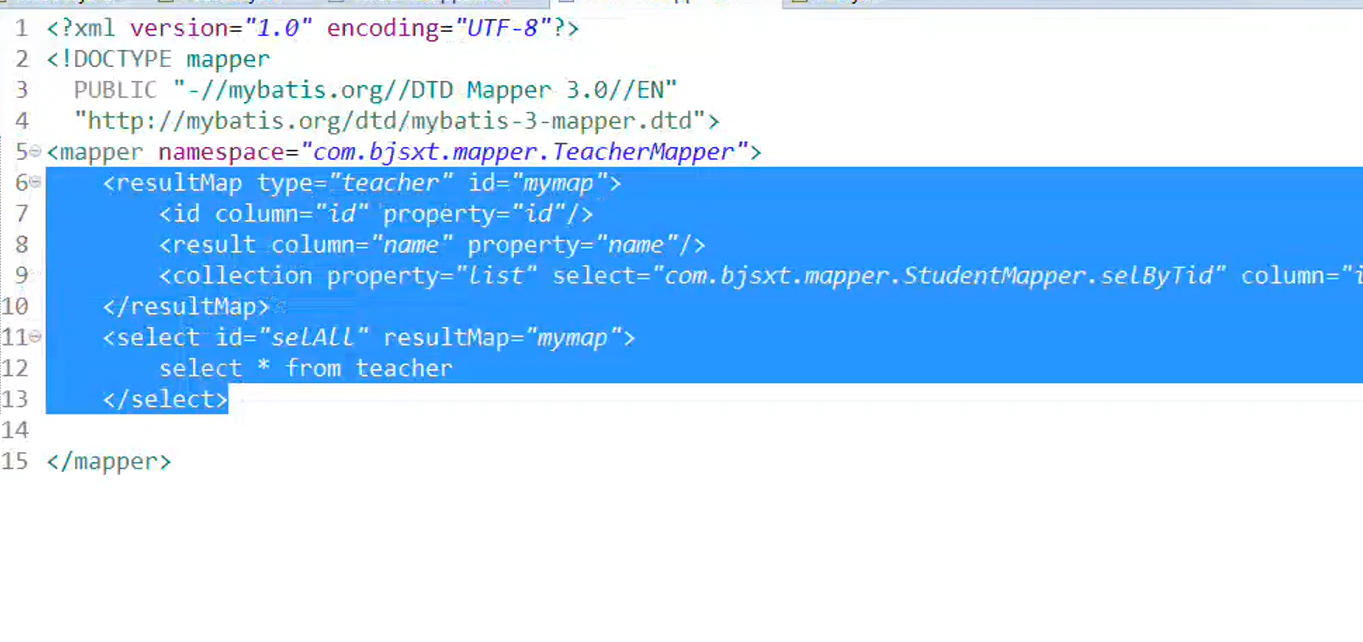 1 <?xml version="1.0" encoding="UTF-8"?>
2 <!DOCTYPE mapper
3 PUBLIC "-//mybatis.org//DTD Mapper 3.0//EN"
4 "http://mybatis.org/dtd/mybatis-3-mapper.dtd">
5 <mapper namespace="com.bjsxt.mapper.TeacherMapper">
6 <resultMap type="teacher" id="mymap">
7 <id column="id" property="id"/>
8 <result column="name" property="name"/>
9 <collection property="list" select="com.bjsxt.mapper.StudentMapper.selByTid" column="i
10 </resultMap>
11 <select id="selAll" resultMap="mymap">
12 select * from teacher
13 </select>
14
15 </mapper>